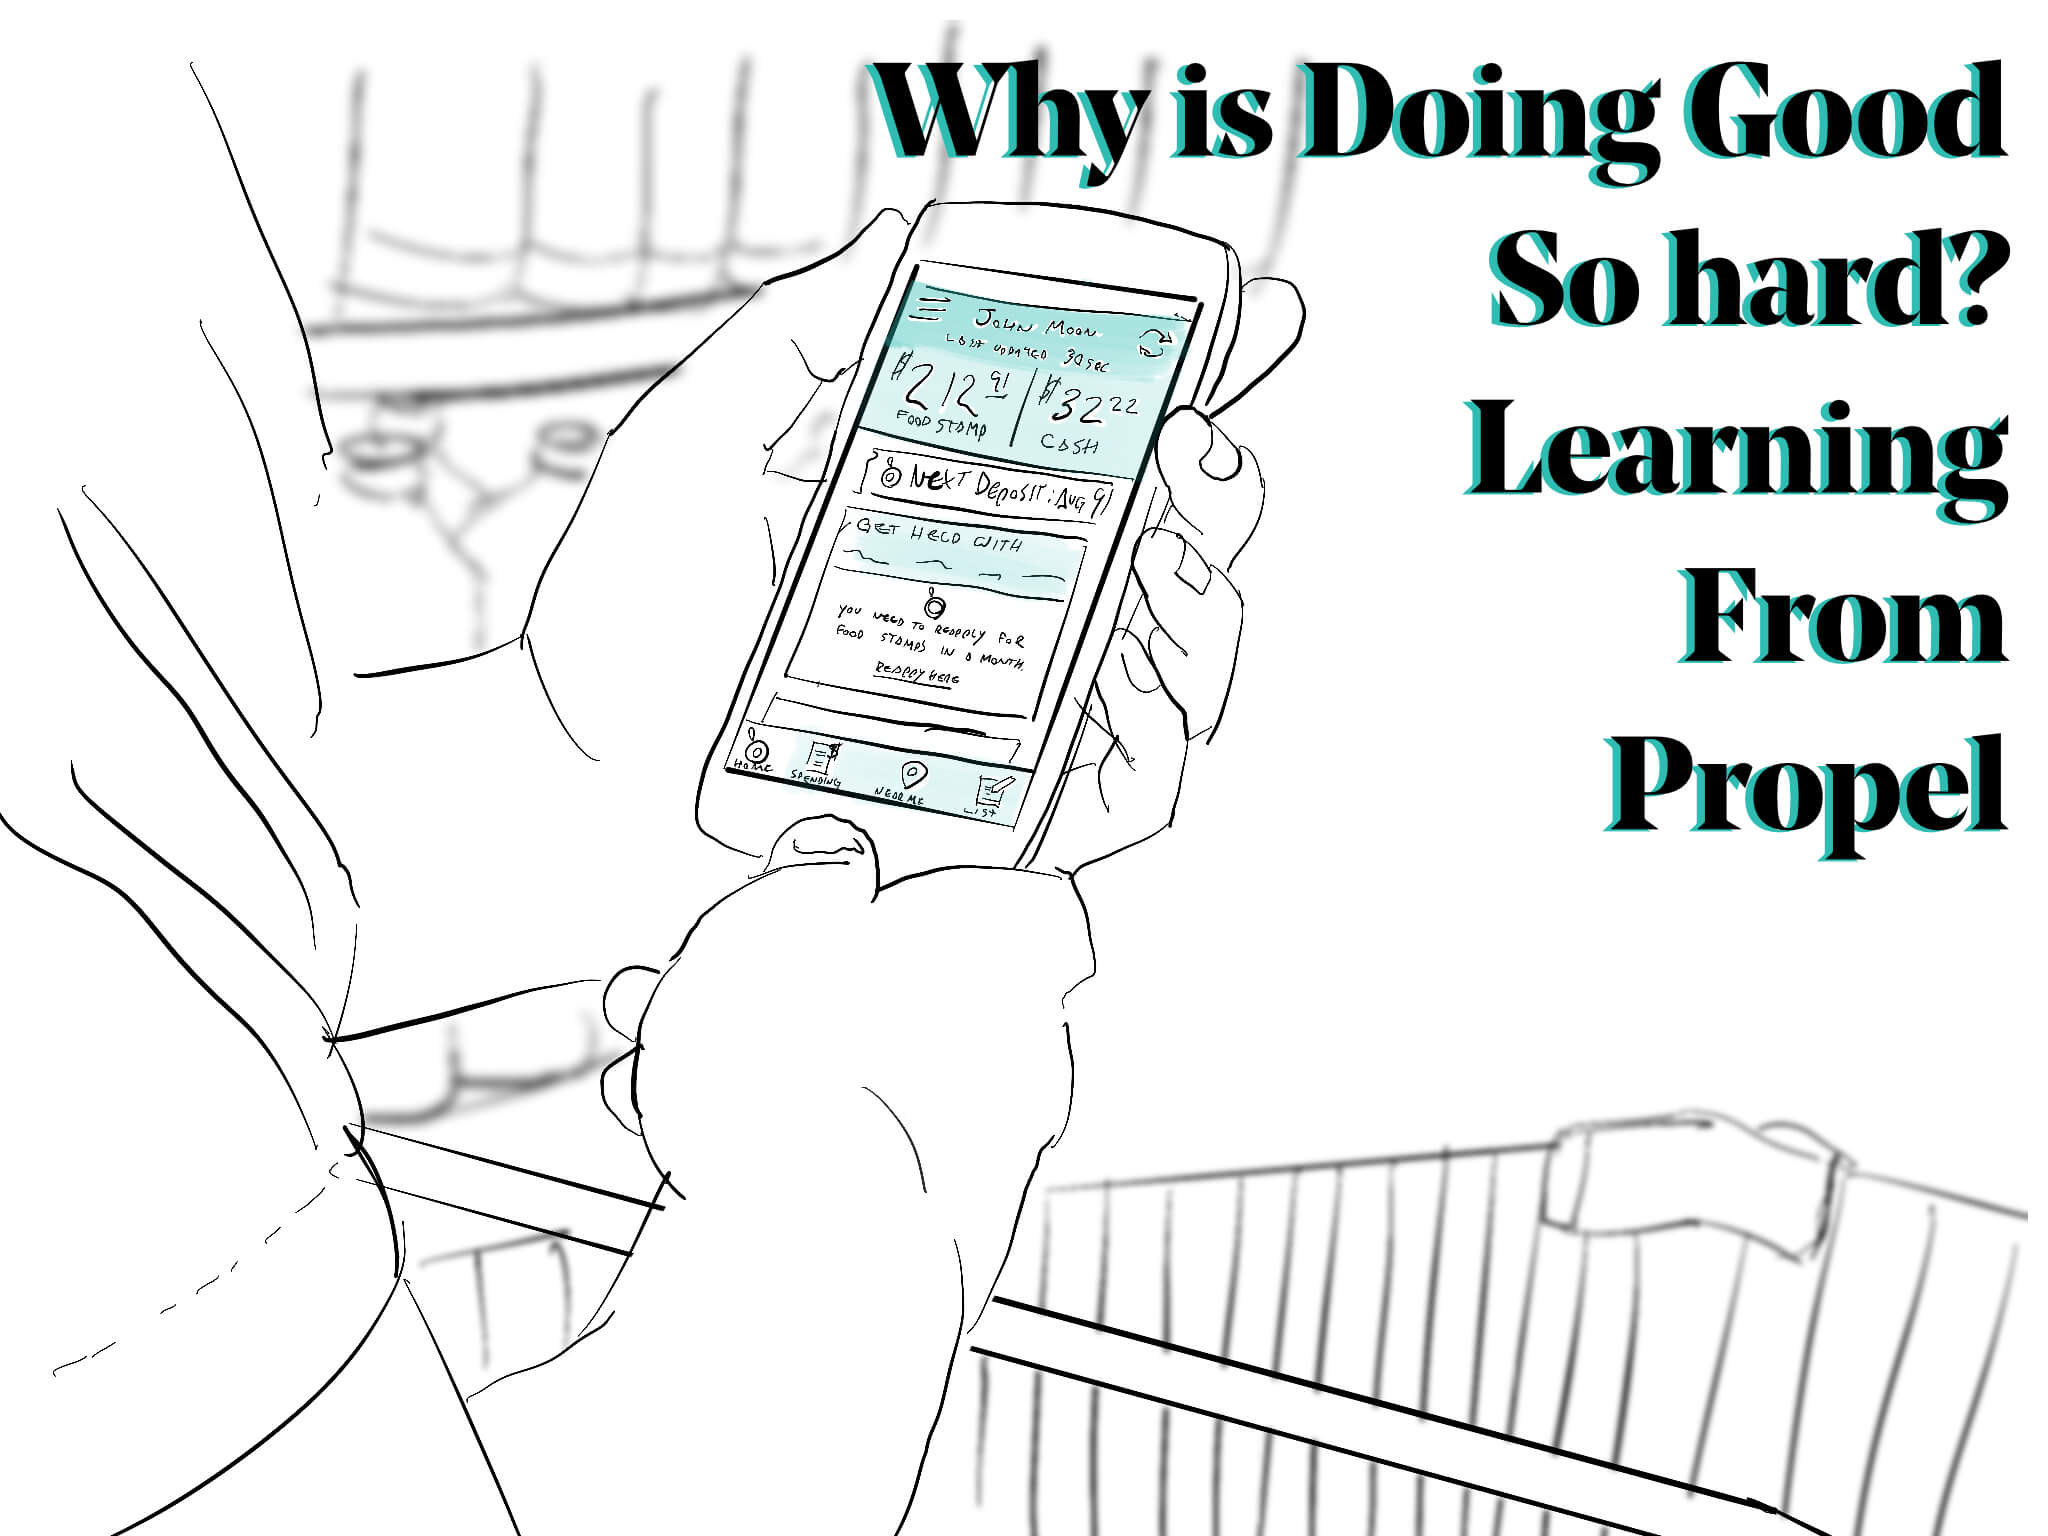 Why is Doing Good
So hard?
Learning
From
Propel
JOHN MOON
LAST UPDATED 30 SEC
$212 91
FOOD STAMP
$32 22
CASH
NEXT DEPOSIT: AUG 9
GET HELP WITH
YOU NEED TO REAPPLY FOR
FOOD STAMPS IN A MONTH.
REAPPLY HERE
HOME
SPENDING
NEAR ME
LIST